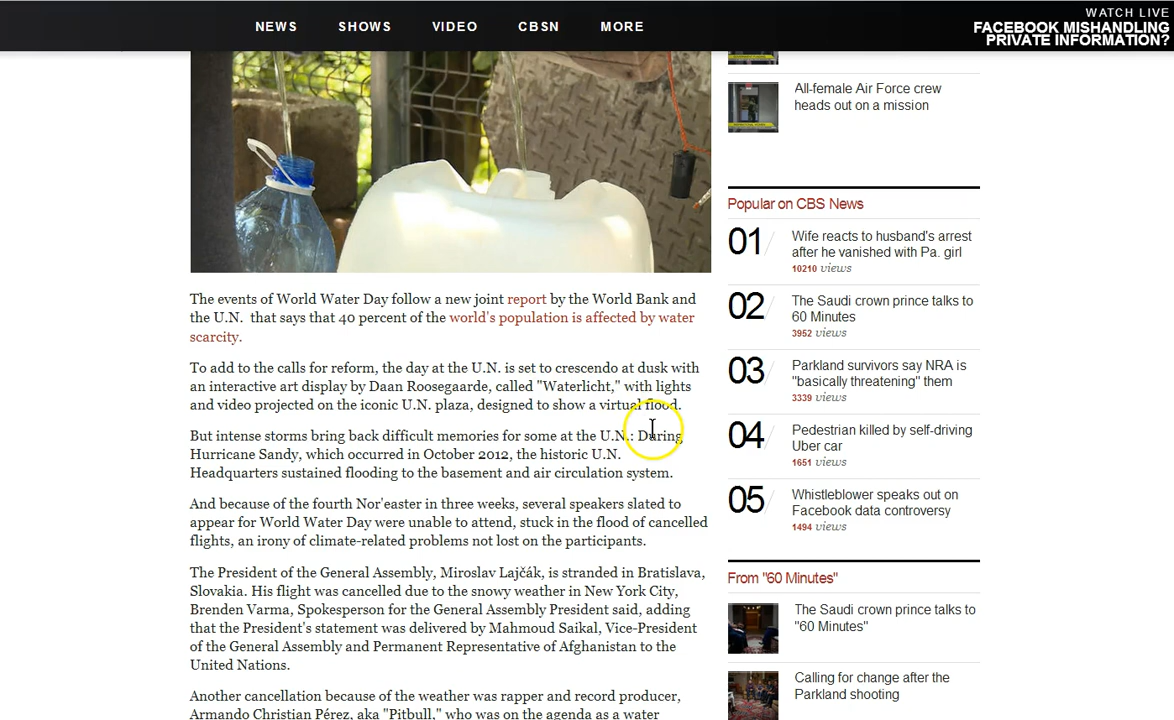 NEWS
SHOWS
VIDEO
CBSN
MORE
WATCH LIVE
FACEBOOK MISHANDLING
PRIVATE INFORMATION?
The events of World Water Day follow a new joint report by the World Bank and
the U.N. that says that 40 percent of the world's population is affected by water
scarcity.
To add to the calls for reform, the day at the U.N. is set to crescendo at dusk with
an interactive art display by Daan Roosegaarde, called "Waterlicht," with lights
and video projected on the iconic U.N. plaza, designed to show a virtual flood.
But intense storms bring back difficult memories for some at the U.N.: During
Hurricane Sandy, which occurred in October 2012, the historic U.N.
Headquarters sustained flooding to the basement and air circulation system.
And because of the fourth Nor'easter in three weeks, several speakers slated to
appear for World Water Day were unable to attend, stuck in the flood of cancelled
flights, an irony of climate-related problems not lost on the participants.
The President of the General Assembly, Miroslav Lajčák, is stranded in Bratislava,
Slovakia. His flight was cancelled due to the snowy weather in New York City,
Brenden Varma, Spokesperson for the General Assembly President said, adding
that the President's statement was delivered by Mahmoud Saikal, Vice-President
of the General Assembly and Permanent Representative of Afghanistan to the
United Nations.
Another cancellation because of the weather was rapper and record producer,
Armando Christian Pérez, aka "Pitbull," who was on the agenda as a water
All-female Air Force crew
heads out on a mission
Popular on CBS News
01/
Wife reacts to husband's arrest
after he vanished with Pa. girl
10210 views
02/
The Saudi crown prince talks to
60 Minutes
3952 views
03/
Parkland survivors say NRA is
"basically threatening" them
3339 views
04/
Pedestrian killed by self-driving
Uber car
1651 views
05/
Whistleblower speaks out on
Facebook data controversy
1494 views
From "60 Minutes"
The Saudi crown prince talks to
"60 Minutes"
Calling for change after the
Parkland shooting